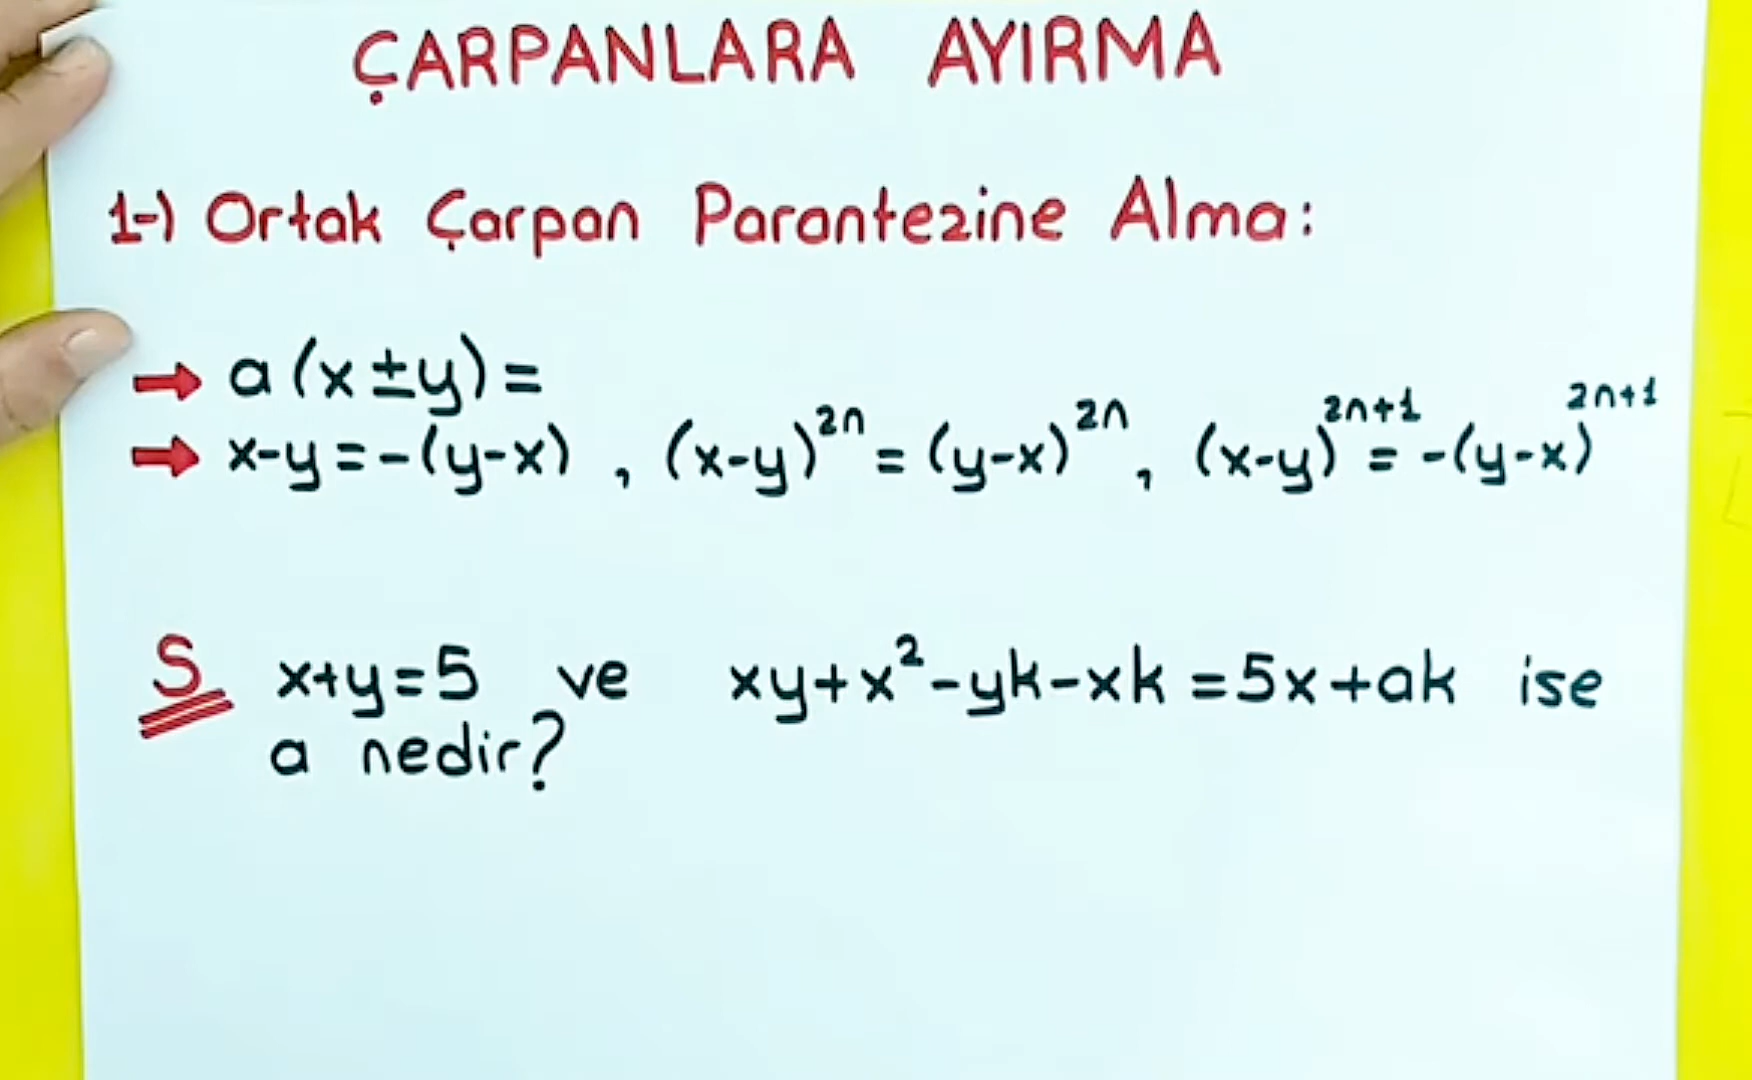 ÇARPANLARA AYIRMA
1-) Ortak Çarpan Parantezine Alma:
→ a(x±y)=
→ x-y=-(y-x) , (x-y)²ⁿ=(y-x)²ⁿ, (x-y)²ⁿ⁺¹=-(y-x)²ⁿ⁺¹
S x+y=5 ve xy+x²-yk-xk=5x+ak ise
a nedir?